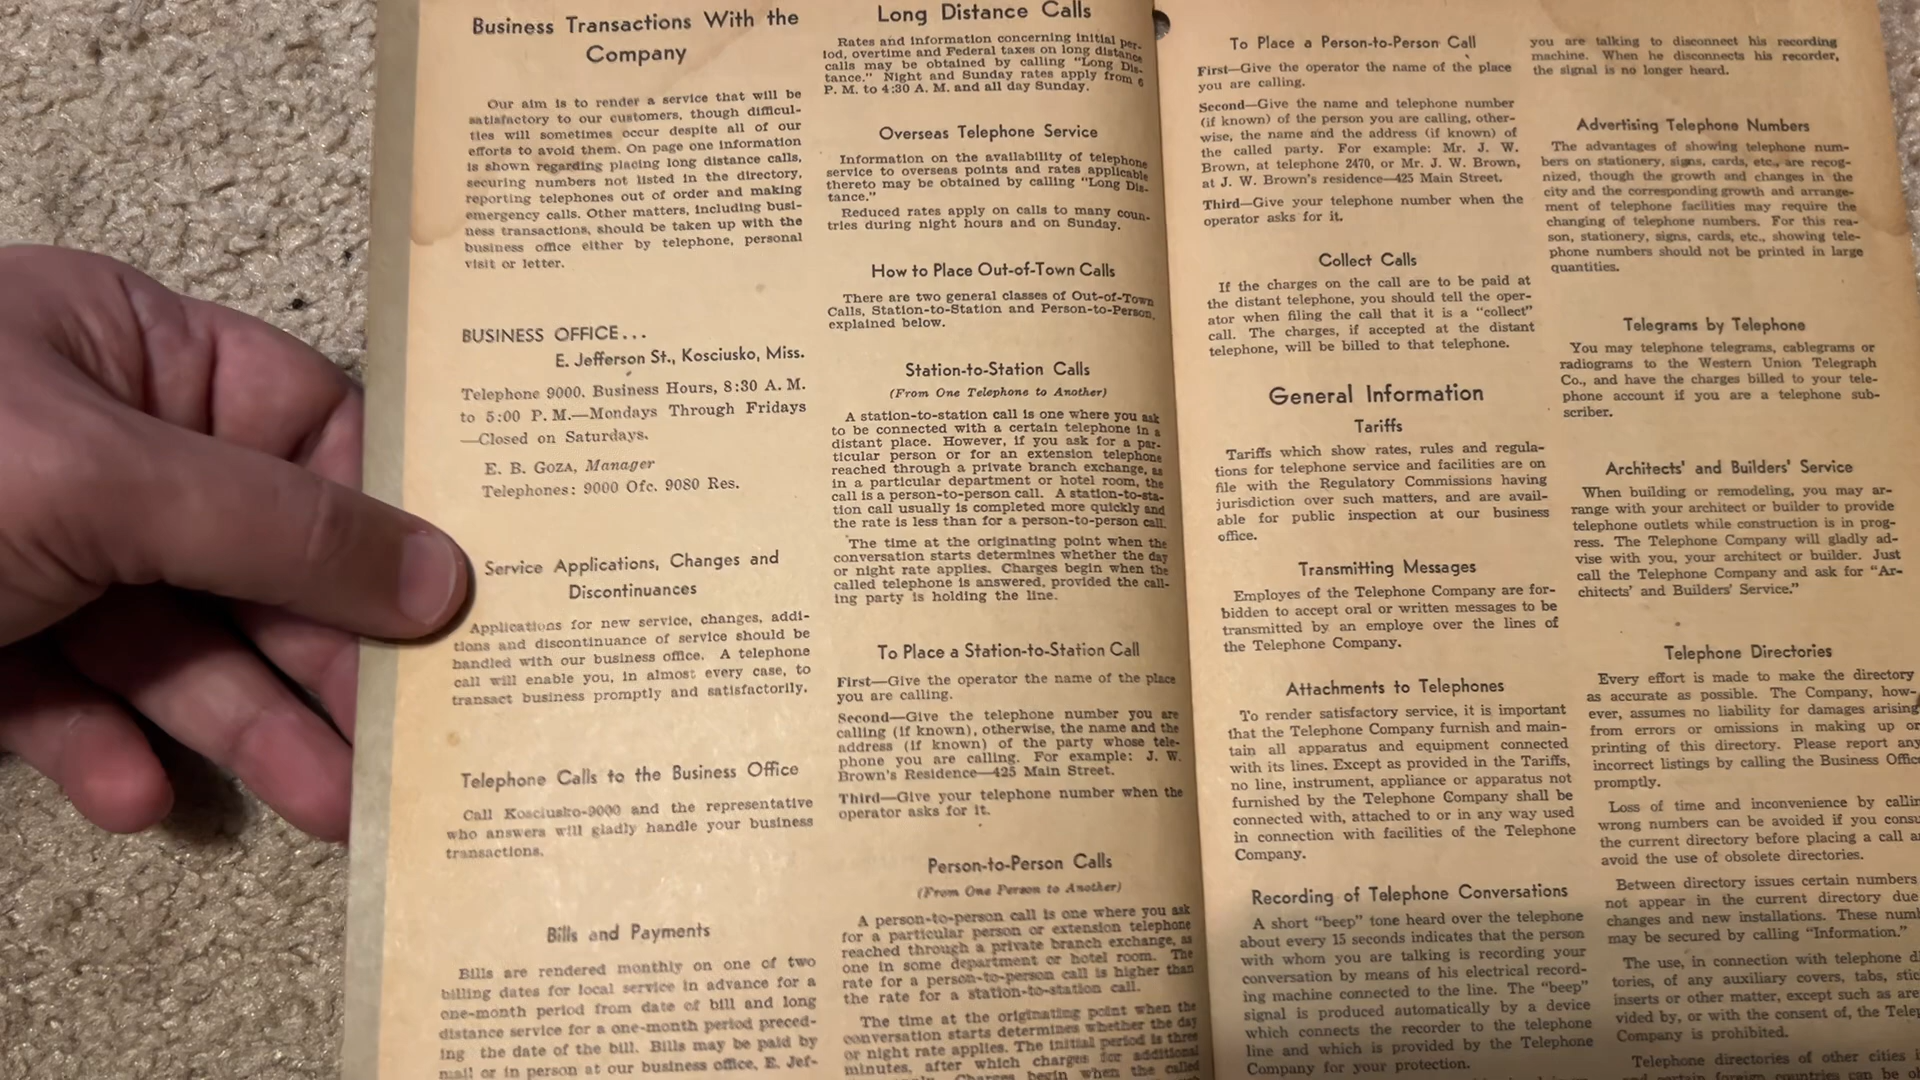 Business Transactions With the
Company
Our aim is to render a service that will be
satisfactory to our customers, though difficul-
ties will sometimes occur despite all of our
efforts to avoid them. On page one information
is shown regarding placing long distance calls,
securing numbers not listed in the directory,
reporting telephones out of order and making
emergency calls. Other matters, including busi-
ness transactions, should be taken up with the
business office either by telephone, personal
visit or letter.
BUSINESS OFFICE...
E. Jefferson St., Kosciusko, Miss.
Telephone 9000. Business Hours, 8:30 A. M.
to 5:00 P. M.—Mondays Through Fridays
—Closed on Saturdays.
E. B. GOZA, Manager
Telephones: 9000 Ofc. 9080 Res.
Service Applications, Changes and
Discontinuances
Applications for new service, changes, addi-
tions and discontinuance of service should be
handled with our business office. A telephone
call will enable you, in almost every case, to
transact business promptly and satisfactorily.
Telephone Calls to the Business Office
Call Kosciusko-9000 and the representative
who answers will gladly handle your business
transactions.
Bills and Payments
Bills are rendered monthly on one of two
billing dates for local service in advance for a
one-month period from date of bill and long
distance service for a one-month period preced-
ing the date of the bill. Bills may be paid by
mail or in person at our business office, E. Jef-
Long Distance Calls
Rates and information concerning initial per-
iod, overtime and Federal taxes on long distance
calls may be obtained by calling "Long Dis-
tance." Night and Sunday rates apply from 6
P. M. to 4:30 A. M. and all day Sunday.
Overseas Telephone Service
Information on the availability of telephone
service to overseas points and rates applicable
thereto may be obtained by calling "Long Dis-
tance."
Reduced rates apply on calls to many coun-
tries during night hours and on Sunday.
How to Place Out-of-Town Calls
There are two general classes of Out-of-Town
Calls, Station-to-Station and Person-to-Person,
explained below.
Station-to-Station Calls
(From One Telephone to Another)
A station-to-station call is one where you ask
to be connected with a certain telephone in a
distant place. However, if you ask for a par-
ticular person or for an extension telephone
reached through a private branch exchange, as
in a particular department or hotel room, the
call is a person-to-person call. A station-to-sta-
tion call usually is completed more quickly and
the rate is less than for a person-to-person call.
The time at the originating point when the
conversation starts determines whether the day
or night rate applies. Charges begin when the
called telephone is answered, provided the call-
ing party is holding the line.
To Place a Station-to-Station Call
First—Give the operator the name of the place
you are calling.
Second—Give the telephone number you are
calling (if known), otherwise, the name and the
address (if known) of the party whose tele-
phone you are calling. For example: J. W.
Brown's Residence—425 Main Street.
Third—Give your telephone number when the
operator asks for it.
Person-to-Person Calls
(From One Person to Another)
A person-to-person call is one where you ask
for a particular person or extension telephone
reached through a private branch exchange, as
one in some department or hotel room. The
rate for a person-to-person call is higher than
the rate for a station-to-station call.
The time at the originating point when the
conversation starts determines whether the day
or night rate applies. The initial period is three
minutes, after which charges for additional
Charges begin when the called
To Place a Person-to-Person Call
First—Give the operator the name of the place
you are calling.
Second—Give the name and telephone number
(if known) of the person you are calling, other-
wise, the name and the address (if known) of
the called party. For example: Mr. J. W.
Brown, at telephone 2470, or Mr. J. W. Brown,
at J. W. Brown's residence—425 Main Street.
Third—Give your telephone number when the
operator asks for it.
Collect Calls
If the charges on the call are to be paid at
the distant telephone, you should tell the oper-
ator when filing the call that it is a "collect"
call. The charges, if accepted at the distant
telephone, will be billed to that telephone.
General Information
Tariffs
Tariffs which show rates, rules and regula-
tions for telephone service and facilities are on
file with the Regulatory Commissions having
jurisdiction over such matters, and are avail-
able for public inspection at our business
office.
Transmitting Messages
Employes of the Telephone Company are for-
bidden to accept oral or written messages to be
transmitted by an employe over the lines of
the Telephone Company.
Attachments to Telephones
To render satisfactory service, it is important
that the Telephone Company furnish and main-
tain all apparatus and equipment connected
with its lines. Except as provided in the Tariffs,
no line, instrument, appliance or apparatus not
furnished by the Telephone Company shall be
connected with, attached to or in any way used
in connection with facilities of the Telephone
Company.
Recording of Telephone Conversations
A short "beep" tone heard over the telephone
about every 15 seconds indicates that the person
with whom you are talking is recording your
conversation by means of his electrical record-
ing machine connected to the line. The "beep"
signal is produced automatically by a device
which connects the recorder to the telephone
line and which is provided by the Telephone
Company for your protection.
you are talking to disconnect his recording
machine. When he disconnects his recorder,
the signal is no longer heard.
Advertising Telephone Numbers
The advantages of showing telephone num-
bers on stationery, signs, cards, etc., are recog-
nized, though the growth and changes in the
city and the corresponding growth and arrange-
ment of telephone facilities may require the
changing of telephone numbers. For this rea-
son, stationery, signs, cards, etc., showing tele-
phone numbers should not be printed in large
quantities.
Telegrams by Telephone
You may telephone telegrams, cablegrams or
radiograms to the Western Union Telegraph
Co., and have the charges billed to your tele-
phone account if you are a telephone sub-
scriber.
Architects' and Builders' Service
When building or remodeling, you may ar-
range with your architect or builder to provide
telephone outlets while construction is in prog-
ress. The Telephone Company will gladly ad-
vise with you, your architect or builder. Just
call the Telephone Company and ask for "Ar-
chitects' and Builders' Service."
Telephone Directories
Every effort is made to make the directory
as accurate as possible. The Company, how-
ever, assumes no liability for damages arising
from errors or omissions in making up or
printing of this directory. Please report any
incorrect listings by calling the Business Office
promptly.
Loss of time and inconvenience by
wrong numbers can be avoided if you
the current directory before placing a call
avoid the use of obsolete directories.
Between directory issues certain numbers
not appear in the current directory due
changes and new installations. These
may be secured by calling "Information."
The use, in connection with telephone
tories, of any auxiliary covers, tabs,
inserts or other matter, except such as are
vided by, or with the consent of, the
Company is prohibited.
Telephone directories of other cities
certain foreign countries can be